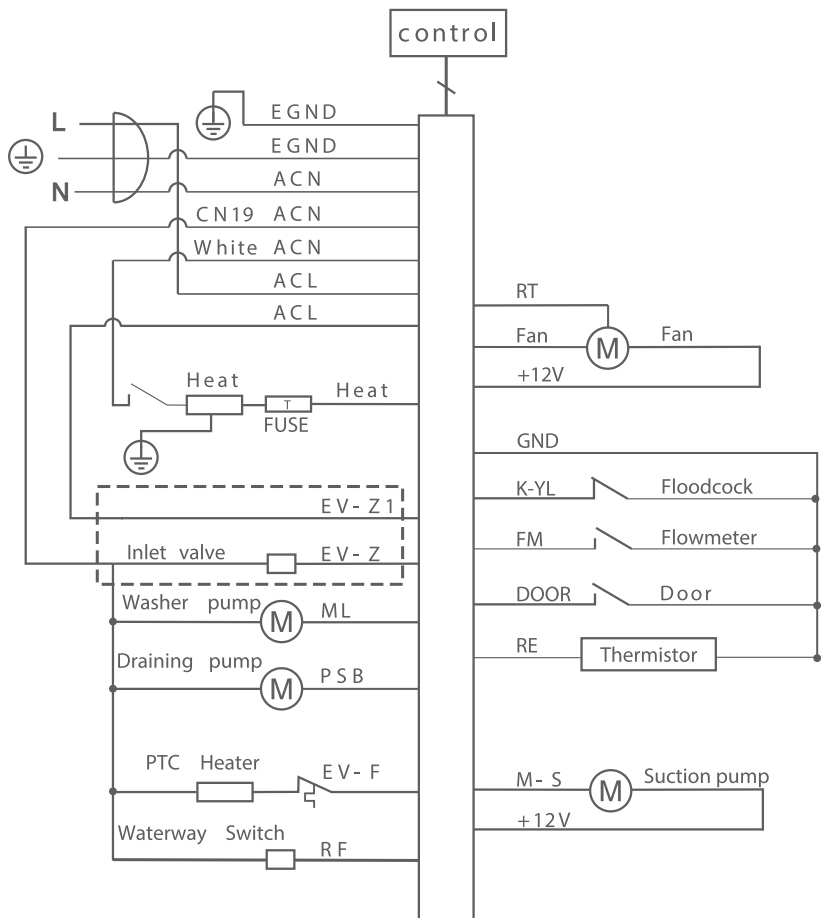 control
EGND
L
EGND
ACN
N
CN19 ACN
White ACN
ACL
ACL
Heat
Heat
T
FUSE
EV-Z1
Inlet valve
EV-Z
Washer pump
ML
M
Draining pump
PSB
M
PTC Heater
EV-F
Waterway Switch
RF
RT
Fan
M
Fan
+12V
GND
K-YL
Floodcock
FM
Flowmeter
DOOR
Door
RE
Thermistor
M-S
M
Suction pump
+12V